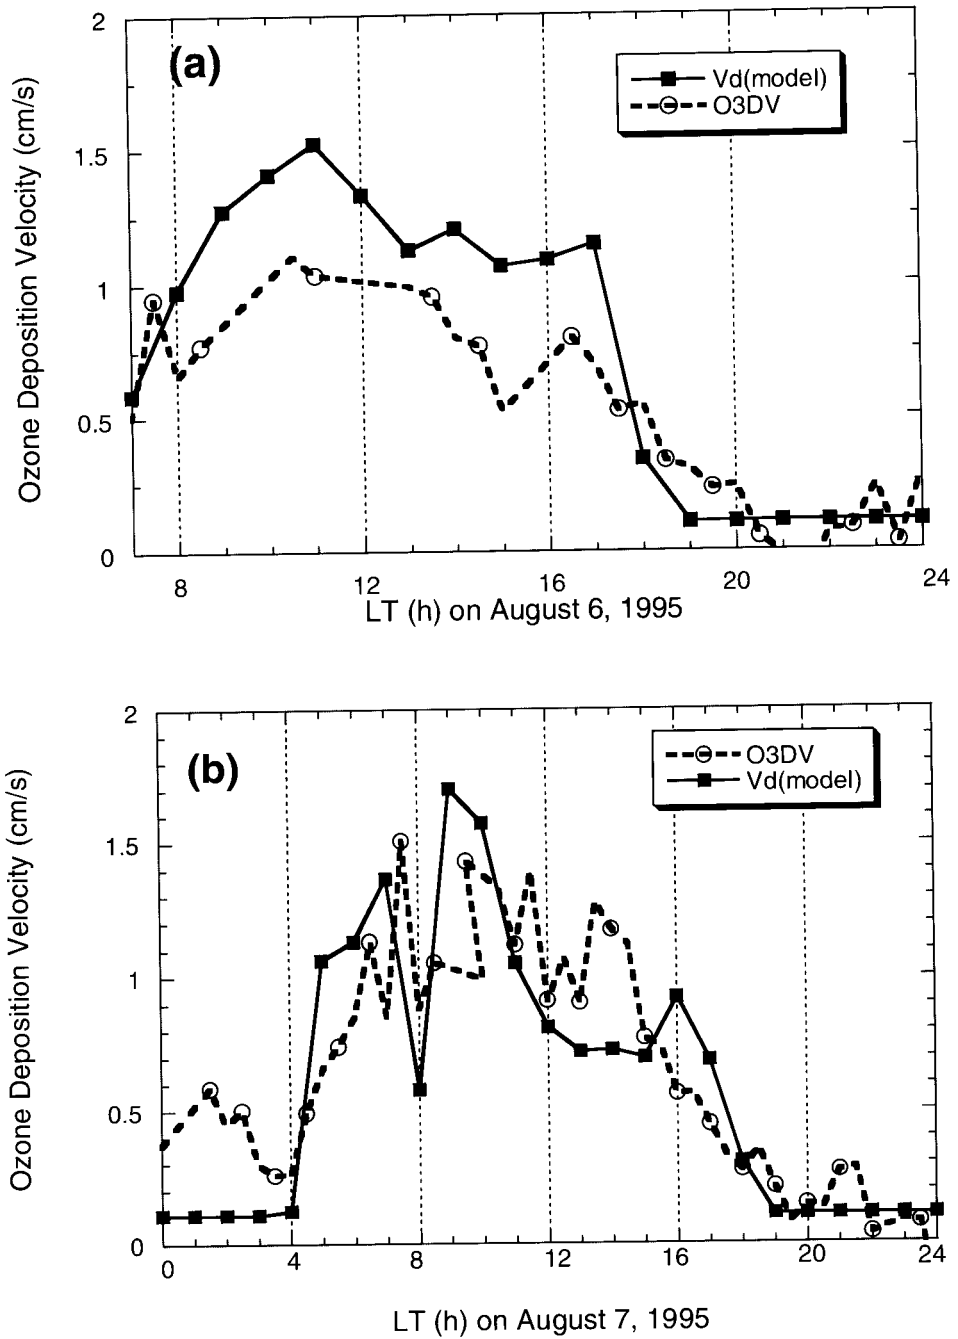 (a)
Vd(model)
O3DV
Ozone Deposition Velocity (cm/s)
2
1.5
1
0.5
0
8
12
16
20
24
LT (h) on August 6, 1995
(b)
O3DV
Vd(model)
Ozone Deposition Velocity (cm/s)
2
1.5
1
0.5
0
0
4
8
12
16
20
24
LT (h) on August 7, 1995